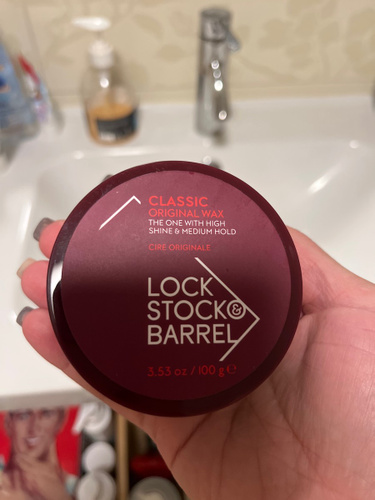 CLASSIC
ORIGINAL WAX
THE ONE WITH HIGH
SHINE & MEDIUM HOLD
CIRE ORIGINALE
LOCK
STOCK &
BARREL
3.53 oz / 100 g ℮